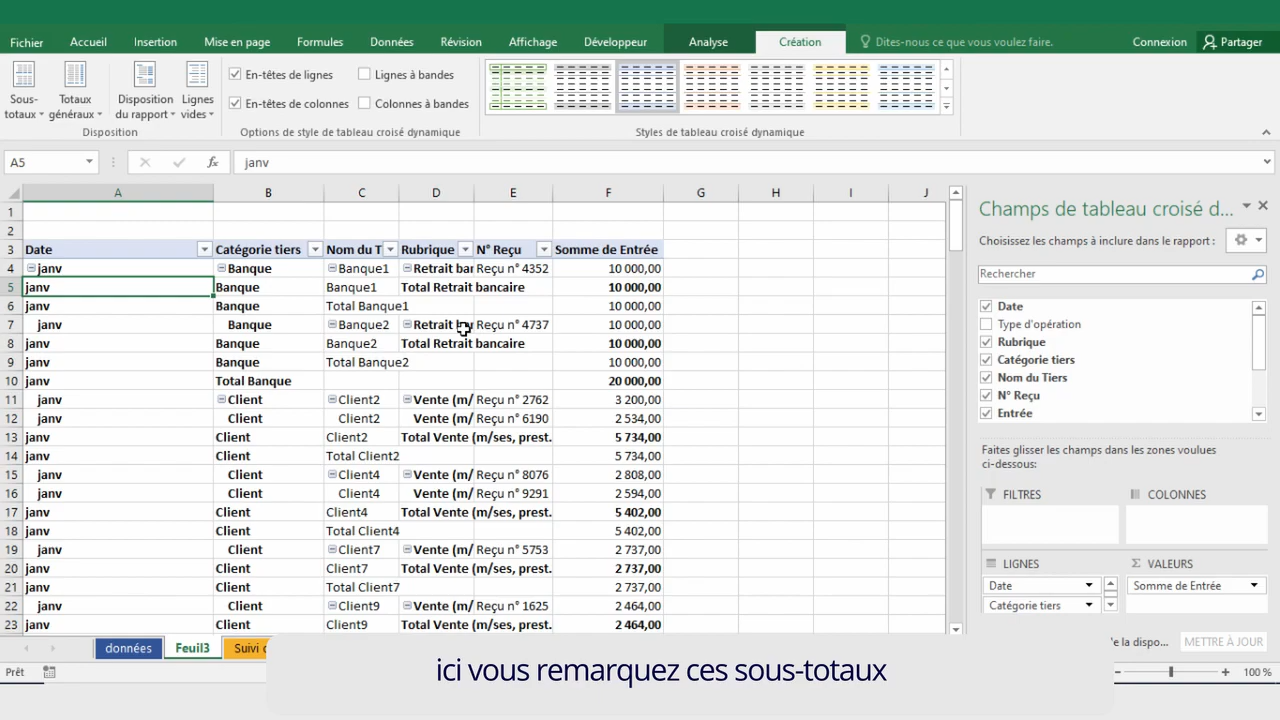 Fichier Accueil Insertion Mise en page Formules Données Révision Affichage Développeur Analyse Création Dites-nous ce que vous voulez faire. Connexion Partager
Sous-totaux Totaux généraux Disposition du rapport Lignes vides
En-têtes de lignes Lignes à bandes
En-têtes de colonnes Colonnes à bandes
Disposition Options de style de tableau croisé dynamique Styles de tableau croisé dynamique
A5 fx janv
A B C D E F G H I J
1
2
3 Date Catégorie tiers Nom du T Rubrique N° Reçu Somme de Entrée
4 janv Banque Banque1 Retrait bar Reçu n° 4352 10 000,00
5 janv Banque Banque1 Total Retrait bancaire 10 000,00
6 janv Banque Total Banque1 10 000,00
7 janv Banque Banque2 Retrait Reçu n° 4737 10 000,00
8 janv Banque Banque2 Total Retrait bancaire 10 000,00
9 janv Banque Total Banque2 10 000,00
10 janv Total Banque 20 000,00
11 janv Client Client2 Vente (m/ Reçu n° 2762 3 200,00
12 janv Client Client2 Vente (m/ Reçu n° 6190 2 534,00
13 janv Client Client2 Total Vente (m/ses, prest. 5 734,00
14 janv Client Total Client2 5 734,00
15 janv Client Client4 Vente (m/ Reçu n° 8076 2 808,00
16 janv Client Client4 Vente (m/ Reçu n° 9291 2 594,00
17 janv Client Client4 Total Vente (m/ses, prest. 5 402,00
18 janv Client Total Client4 5 402,00
19 janv Client Client7 Vente (m/ Reçu n° 5753 2 737,00
20 janv Client Client7 Total Vente (m/ses, prest. 2 737,00
21 janv Client Total Client7 2 737,00
22 janv Client Client9 Vente (m/ Reçu n° 1625 2 464,00
23 janv Client Client9 Total Vente (m/ses, prest. 2 464,00
Champs de tableau croisé d...
Choisissez les champs à inclure dans le rapport :
Rechercher
Date
Type d'opération
Rubrique
Catégorie tiers
Nom du Tiers
N° Reçu
Entrée
Faites glisser les champs dans les zones voulues
ci-dessous:
FILTRES COLONNES
LIGNES Σ VALEURS
Date Somme de Entrée
Catégorie tiers
e la dispo... METTRE À JOUR
données Feuil3 Suivi
Prêt 100 %
ici vous remarquez ces sous-totaux